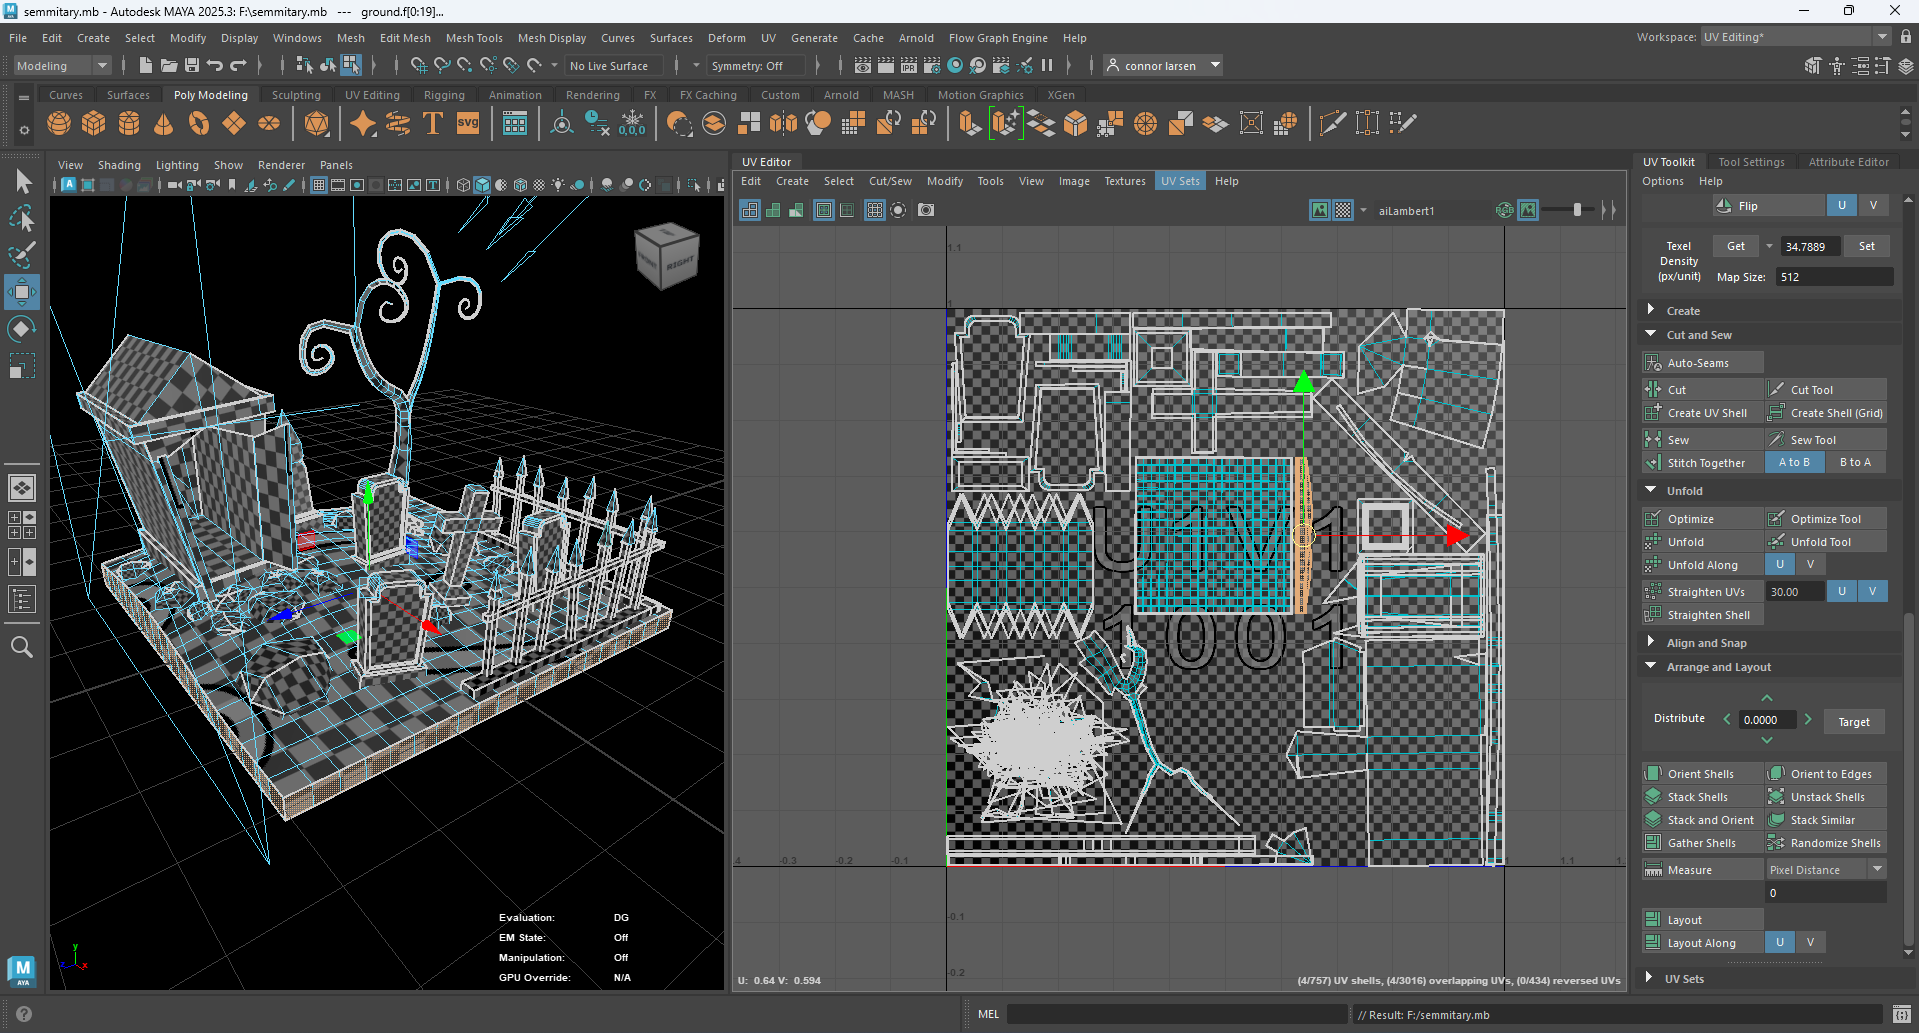 semmitary.mb - Autodesk MAYA 2025.3: F:\semmitary.mb --- ground.f[0:19]...
File Edit Create Select Modify Display Windows Mesh Edit Mesh Mesh Tools Mesh Display Curves Surfaces Deform UV Generate Cache Arnold Flow Graph Engine Help
Workspace: UV Editing*
Modeling
No Live Surface
Symmetry: Off
connor larsen
Curves Surfaces Poly Modeling Sculpting UV Editing Rigging Animation Rendering FX FX Caching Custom Arnold MASH Motion Graphics XGen
View Shading Lighting Show Renderer Panels
RIGHT
Evaluation: DG
EM State: Off
Manipulation: Off
GPU Override: N/A
UV Editor
Edit Create Select Cut/Sew Modify Tools View Image Textures UV Sets Help
aiLambert1
1.1
U1V1
1001
-0.3 -0.2 -0.1
1.1
-0.1
-0.2
U: 0.64 V: 0.594
(4/757) UV shells, (4/3016) overlapping UVs, (0/434) reversed UVs
UV Toolkit Tool Settings Attribute Editor
Options Help
Flip U V
Texel Density (px/unit) Get 34.7889 Set
Map Size: 512
Create
Cut and Sew
Auto-Seams
Cut Cut Tool
Create UV Shell Create Shell (Grid)
Sew Sew Tool
Stitch Together A to B B to A
Unfold
Optimize Optimize Tool
Unfold Unfold Tool
Unfold Along U V
Straighten UVs 30.00 U V
Straighten Shell
Align and Snap
Arrange and Layout
Distribute 0.0000 Target
Orient Shells Orient to Edges
Stack Shells Unstack Shells
Stack and Orient Stack Similar
Gather Shells Randomize Shells
Measure Pixel Distance
0
Layout
Layout Along U V
UV Sets
MEL
// Result: F:/semmitary.mb